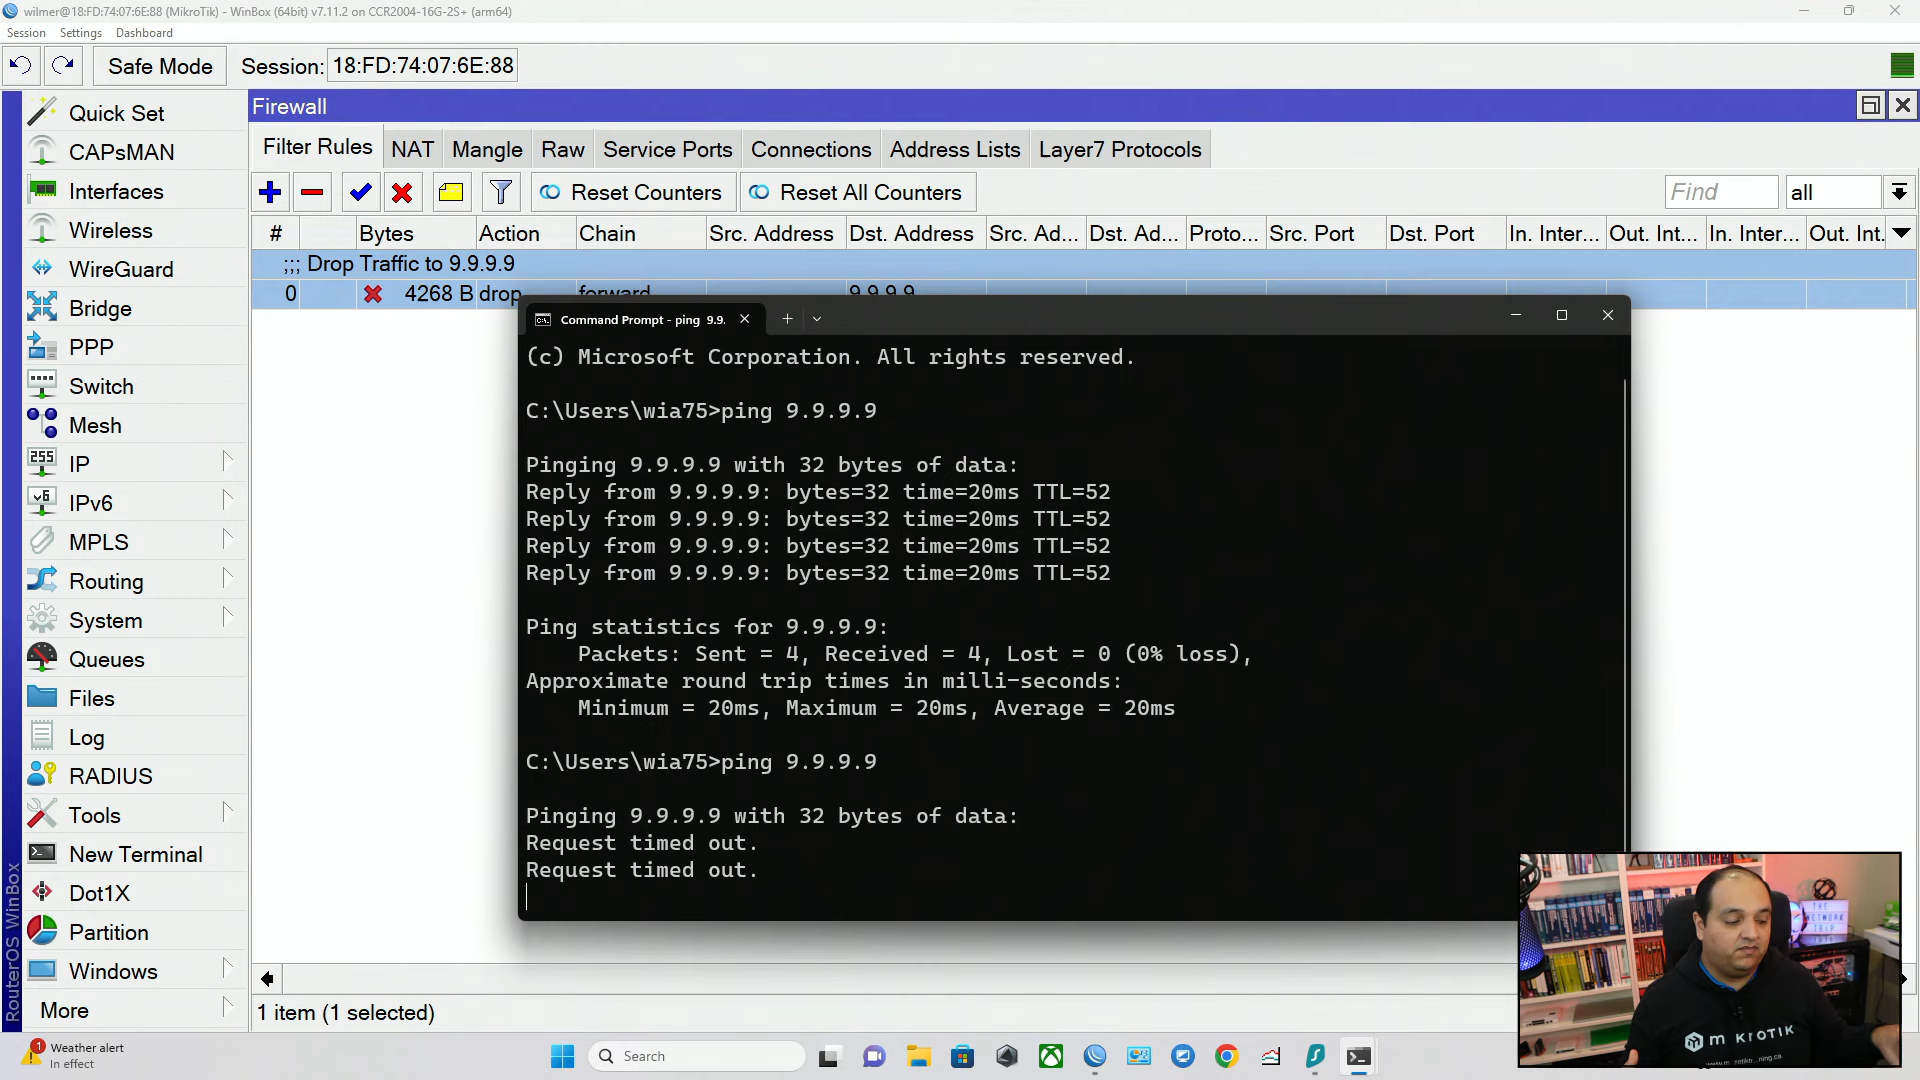 wilmer@18:FD:74:07:6E:88 (MikroTik) - WinBox (64bit) v7.11.2 on CCR2004-16G-2S+ (arm64)
Session Settings Dashboard
Safe Mode Session: 18:FD:74:07:6E:88
Firewall
Filter Rules NAT Mangle Raw Service Ports Connections Address Lists Layer7 Protocols
Reset Counters Reset All Counters Find all
# Bytes Action Chain Src. Address Dst. Address Src. Ad... Dst. Ad... Proto... Src. Port Dst. Port In. Inter... Out. Int... In. Inter... Out. Int.
;;; Drop Traffic to 9.9.9.9
0 4268 B drop forward 9.9.9.9
Quick Set
CAPsMAN
Interfaces
Wireless
WireGuard
Bridge
PPP
Switch
Mesh
255 IP
v6 IPv6
MPLS
Routing
System
Queues
Files
Log
RADIUS
Tools
New Terminal
Dot1X
Partition
Windows
More
RouterOS WinBox
Command Prompt - ping 9.9.
(c) Microsoft Corporation. All rights reserved.
C:\Users\wia75>ping 9.9.9.9
Pinging 9.9.9.9 with 32 bytes of data:
Reply from 9.9.9.9: bytes=32 time=20ms TTL=52
Reply from 9.9.9.9: bytes=32 time=20ms TTL=52
Reply from 9.9.9.9: bytes=32 time=20ms TTL=52
Reply from 9.9.9.9: bytes=32 time=20ms TTL=52
Ping statistics for 9.9.9.9:
Packets: Sent = 4, Received = 4, Lost = 0 (0% loss),
Approximate round trip times in milli-seconds:
Minimum = 20ms, Maximum = 20ms, Average = 20ms
C:\Users\wia75>ping 9.9.9.9
Pinging 9.9.9.9 with 32 bytes of data:
Request timed out.
Request timed out.
THE
NETWORK
TRIP
1 item (1 selected)
1 Weather alert
In effect
Search